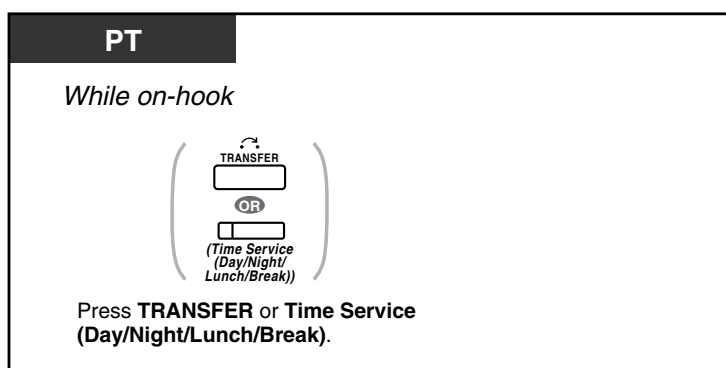 PT
While on-hook
TRANSFER
OR
(Time Service
(Day/Night/
Lunch/Break))
Press TRANSFER or Time Service
(Day/Night/Lunch/Break).